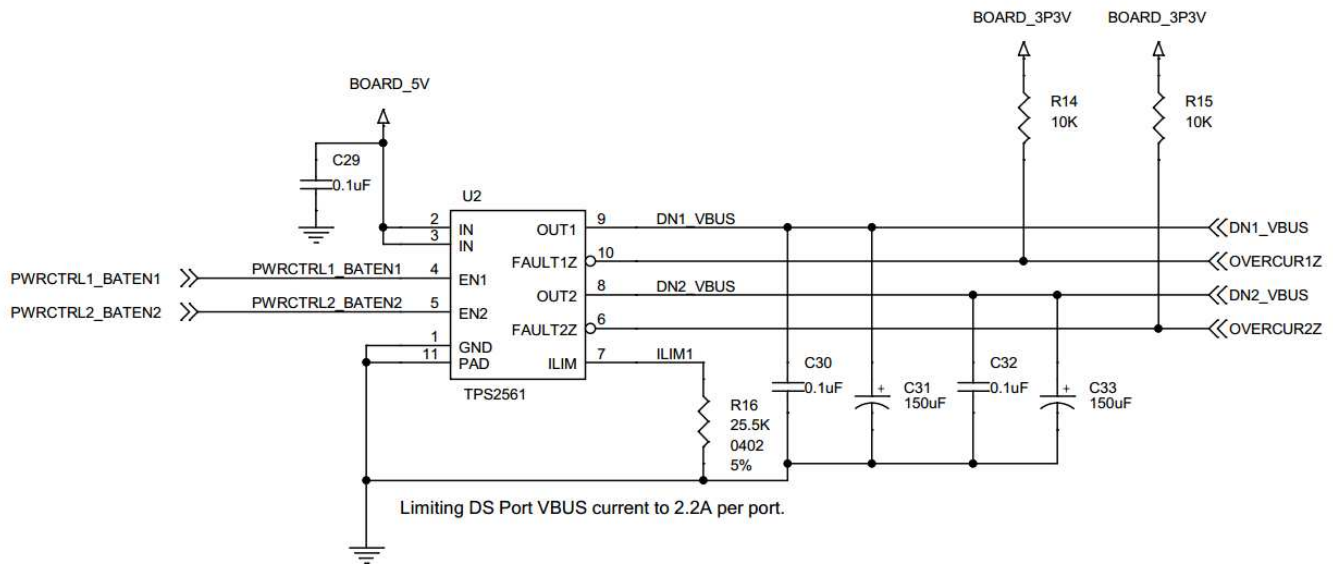 BOARD_3P3V
BOARD_3P3V
BOARD_5V
R14
10K
R15
10K
C29
0.1uF
U2
2
IN
3
IN
OUT1
9
DN1_VBUS
DN1_VBUS
FAULT1Z
10
OVERCUR1Z
PWRCTRL1_BATEN1
PWRCTRL1_BATEN1
4
EN1
OUT2
8
DN2_VBUS
DN2_VBUS
PWRCTRL2_BATEN2
PWRCTRL2_BATEN2
5
EN2
FAULT2Z
6
OVERCUR2Z
1
GND
11
PAD
ILIM
7
ILIM1
TPS2561
R16
25.5K
0402
5%
C30
0.1uF
+
C31
150uF
C32
0.1uF
+
C33
150uF
Limiting DS Port VBUS current to 2.2A per port.